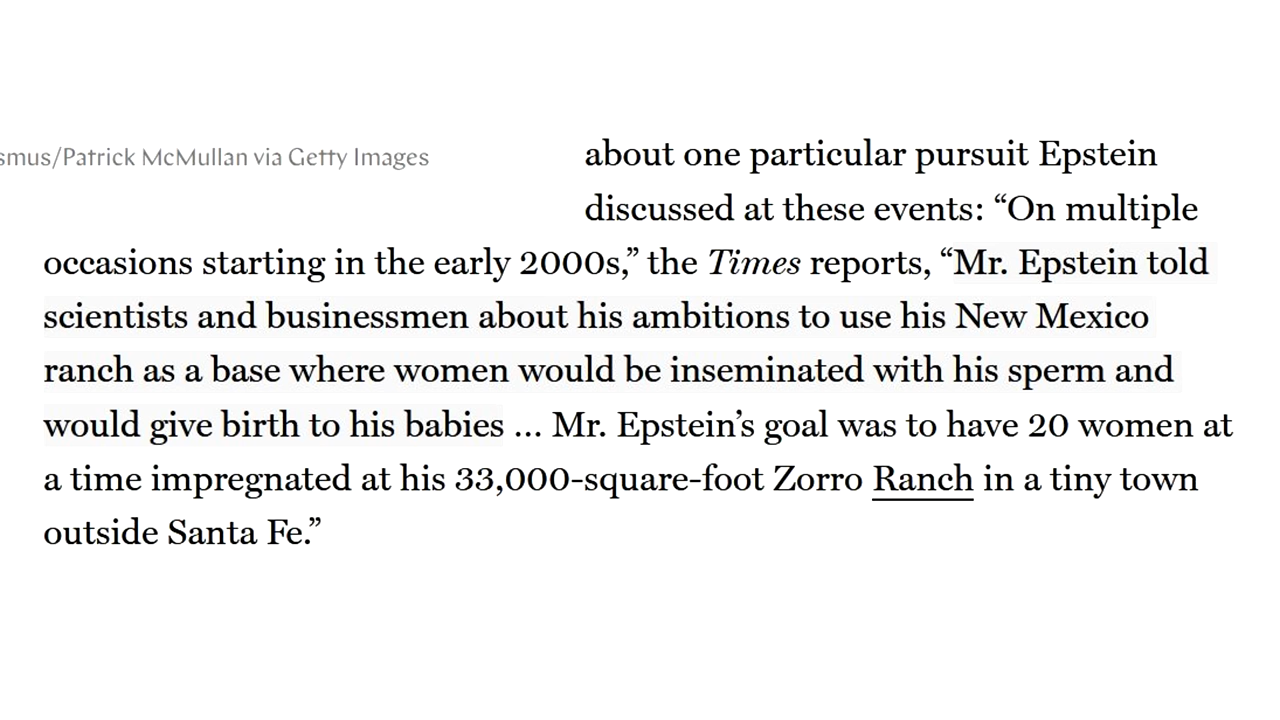 smus/Patrick McMullan via Getty Images
about one particular pursuit Epstein
discussed at these events: “On multiple
occasions starting in the early 2000s,” the Times reports, “Mr. Epstein told
scientists and businessmen about his ambitions to use his New Mexico
ranch as a base where women would be inseminated with his sperm and
would give birth to his babies ... Mr. Epstein’s goal was to have 20 women at
a time impregnated at his 33,000-square-foot Zorro Ranch in a tiny town
outside Santa Fe.”